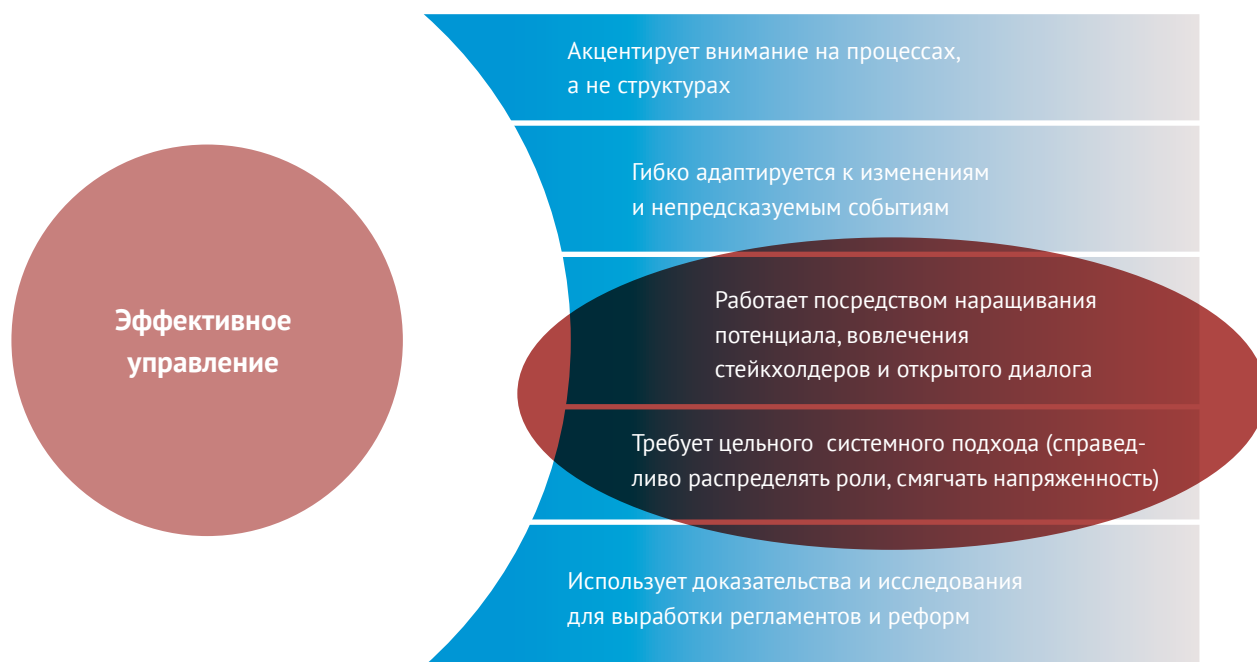 Акцентирует внимание на процессах,
а не структурах
Гибко адаптируется к изменениям
и непредсказуемым событиям
Эффективное
управление
Работает посредством наращивания
потенциала, вовлечения
стейкхолдеров и открытого диалога
Требует цельного системного подхода (справед-
ливо распределять роли, смягчать напряженность)
Использует доказательства и исследования
для выработки регламентов и реформ